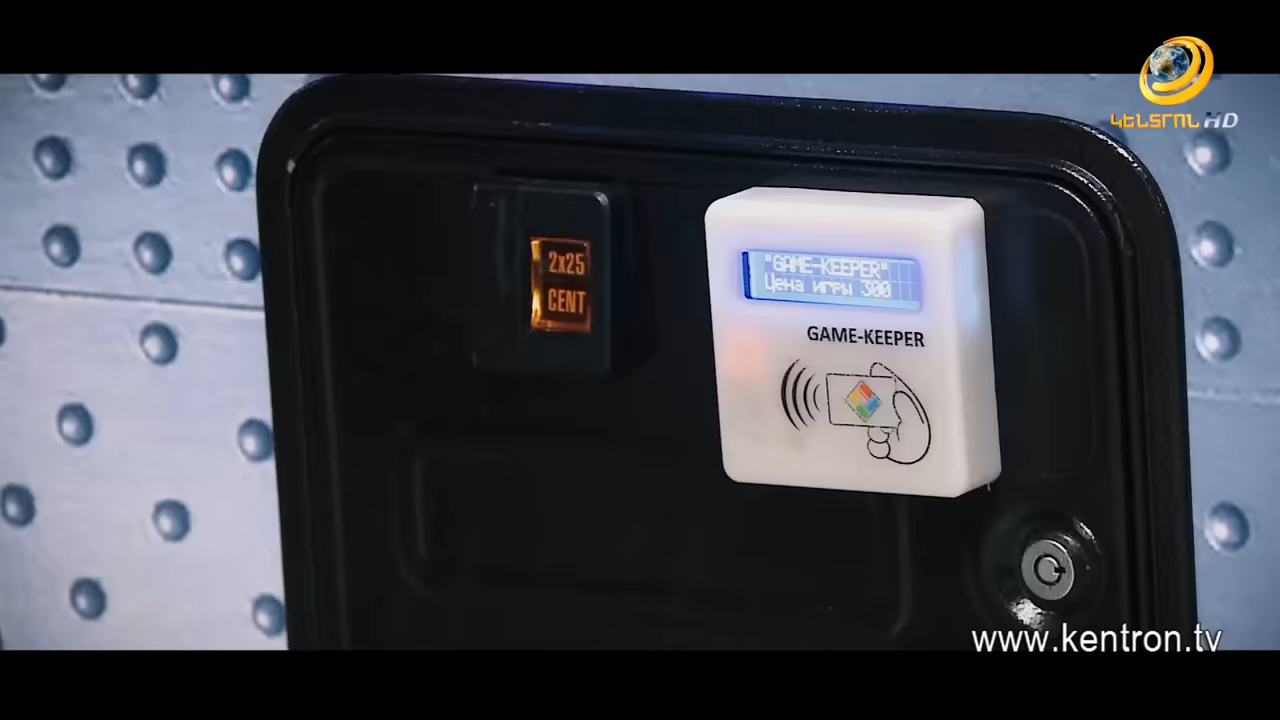 ԿԵՆՏՐՈՆ HD
2x25
CENT
"GAME-KEEPER"
Цена игры 300
GAME-KEEPER
www.kentron.tv